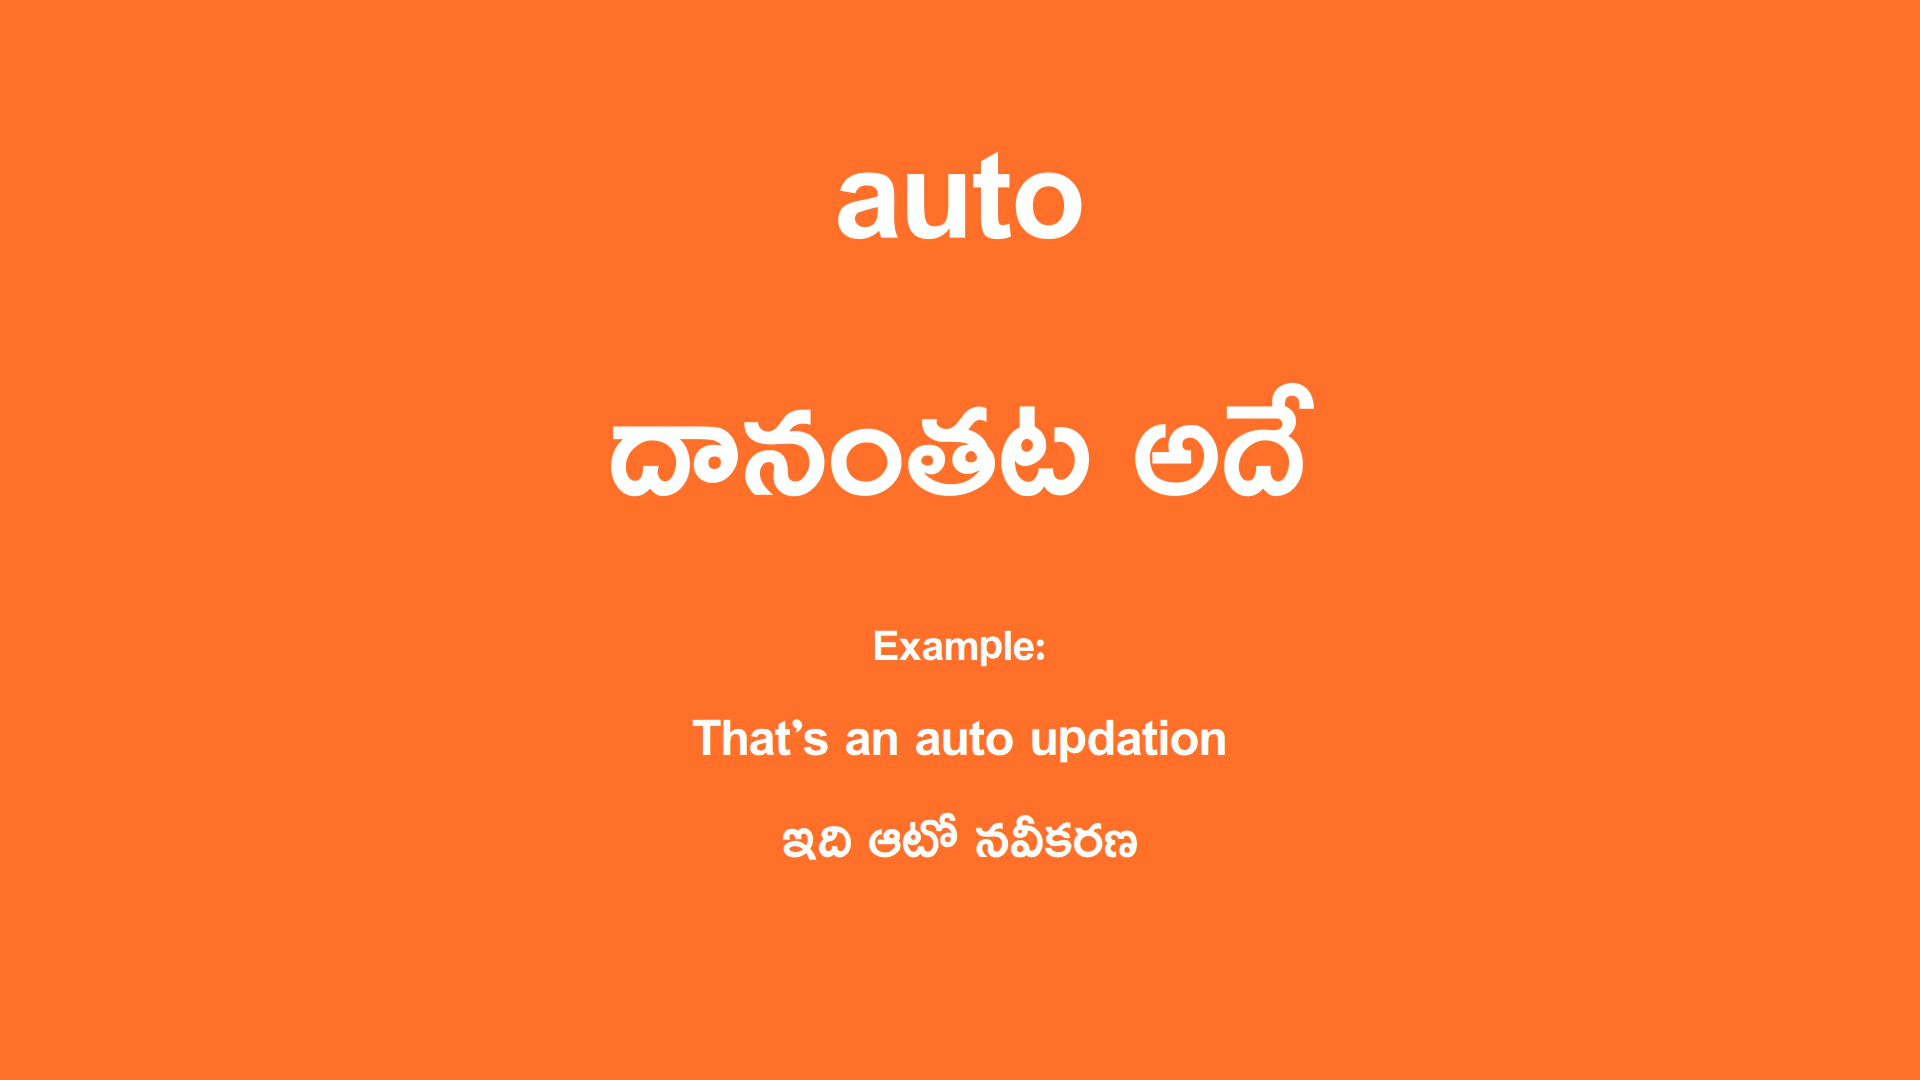 auto
దానంతట అదే
Example:
That’s an auto updation
ఇది ఆటో నవీకరణ